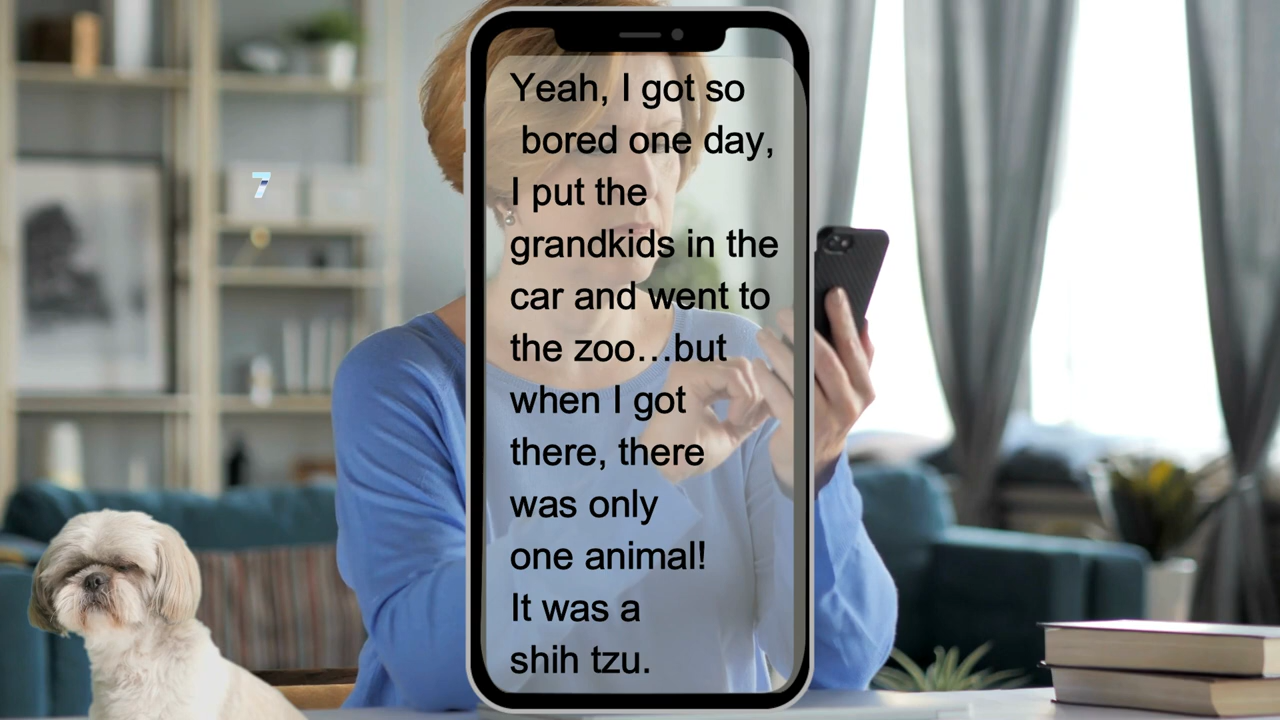 Yeah, I got so
bored one day,
I put the
grandkids in the
car and went to
the zoo…but
when I got
there, there
was only
one animal!
It was a
shih tzu.
7